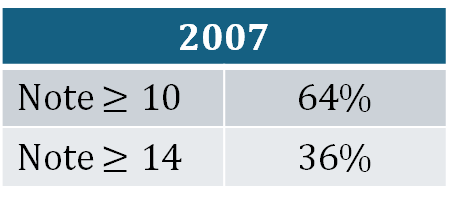 2007
Note ≥ 10 64%
Note ≥ 14 36%